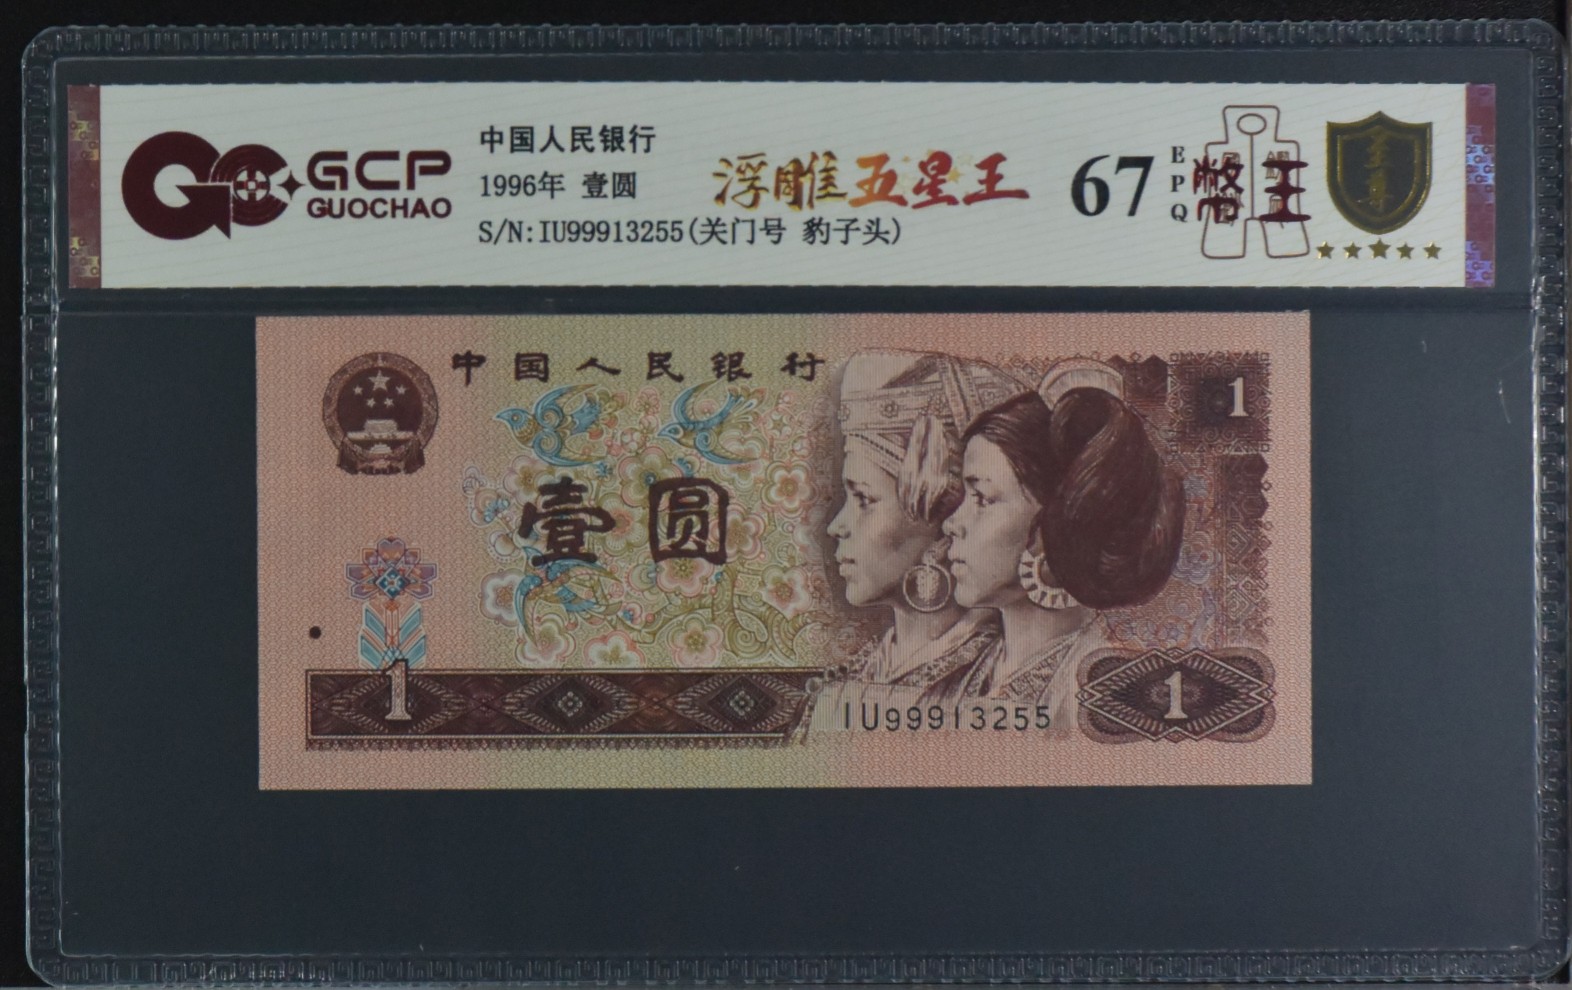 GCP
GUOCHAO
中国人民银行
1996年 壹圆
S/N:IU99913255(关门号 豹子头)
浮雕五星王
67
EPQ
至尊
中国人民银行
1
壹圆
1
IU99913255
1